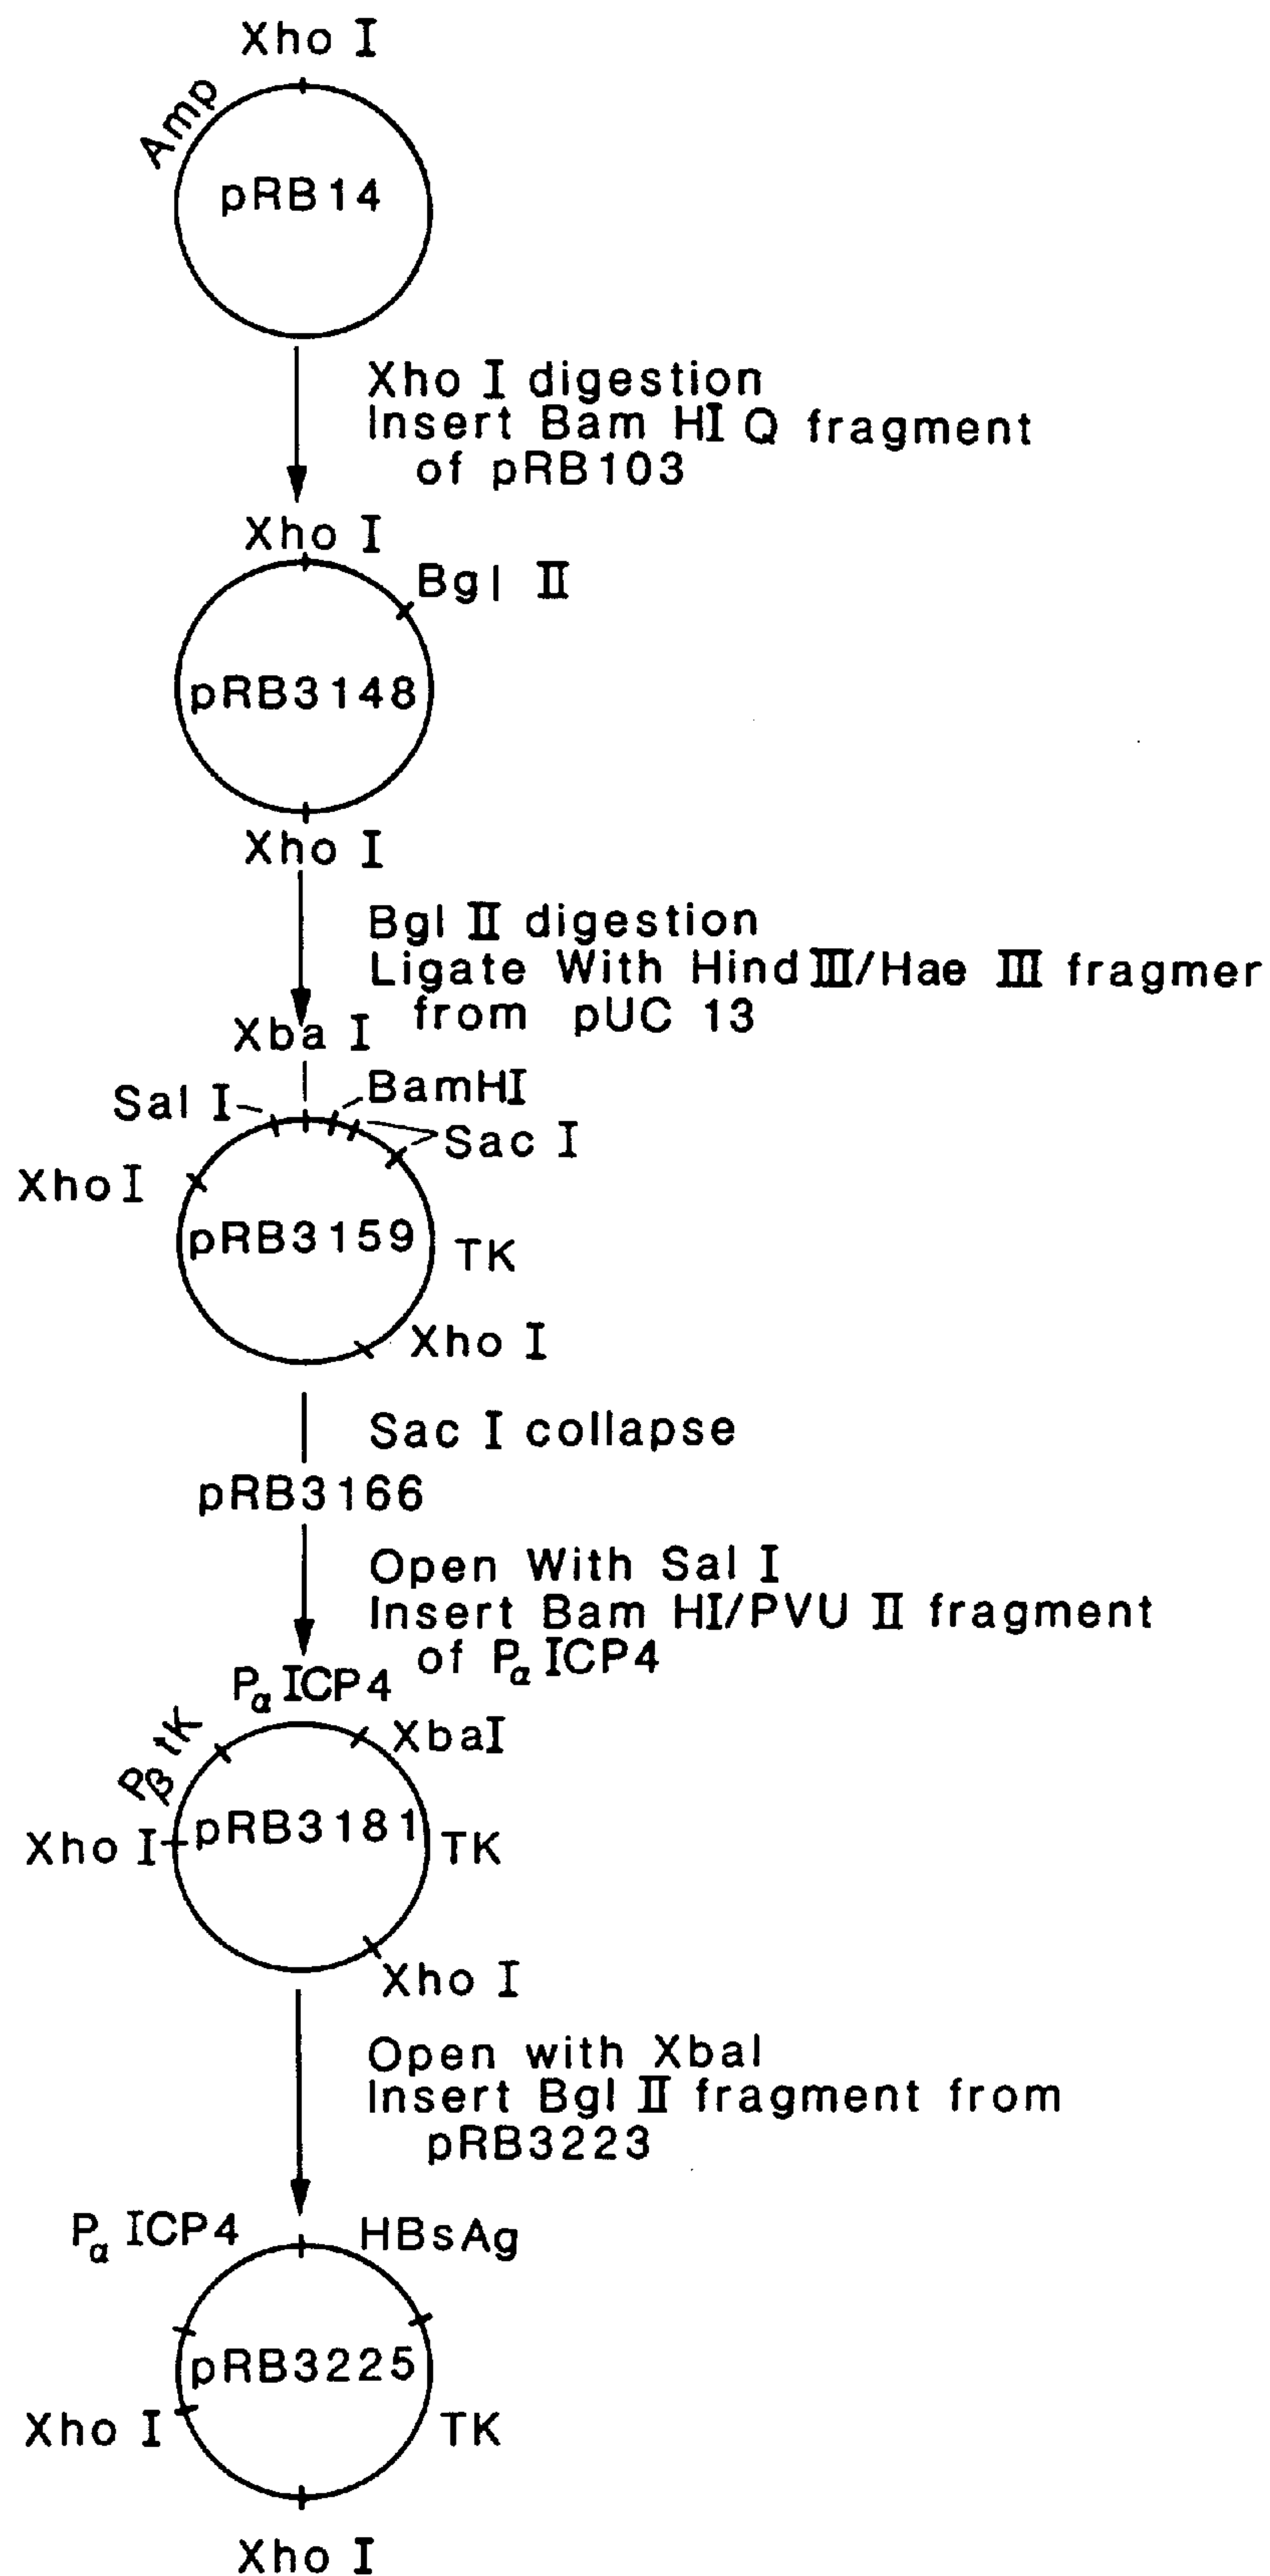 Xho I
Amp
pRB14
Xho I digestion
Insert Bam HI Q fragment
of pRB103
Xho I
Bgl II
pRB3148
Xho I
Bgl II digestion
Ligate With Hind III/Hae III fragmer
from pUC 13
Xba I
Sal I
BamHI
Sac I
Xho I
pRB3159
TK
Xho I
Sac I collapse
pRB3166
Open With Sal I
Insert Bam HI/PVU II fragment
of Pα ICP4
Pα ICP4
Pβ tK
XbaI
Xho I
pRB3181
TK
Xho I
Open with XbaI
Insert Bgl II fragment from
pRB3223
Pα ICP4
HBsAg
pRB3225
Xho I
TK
Xho I